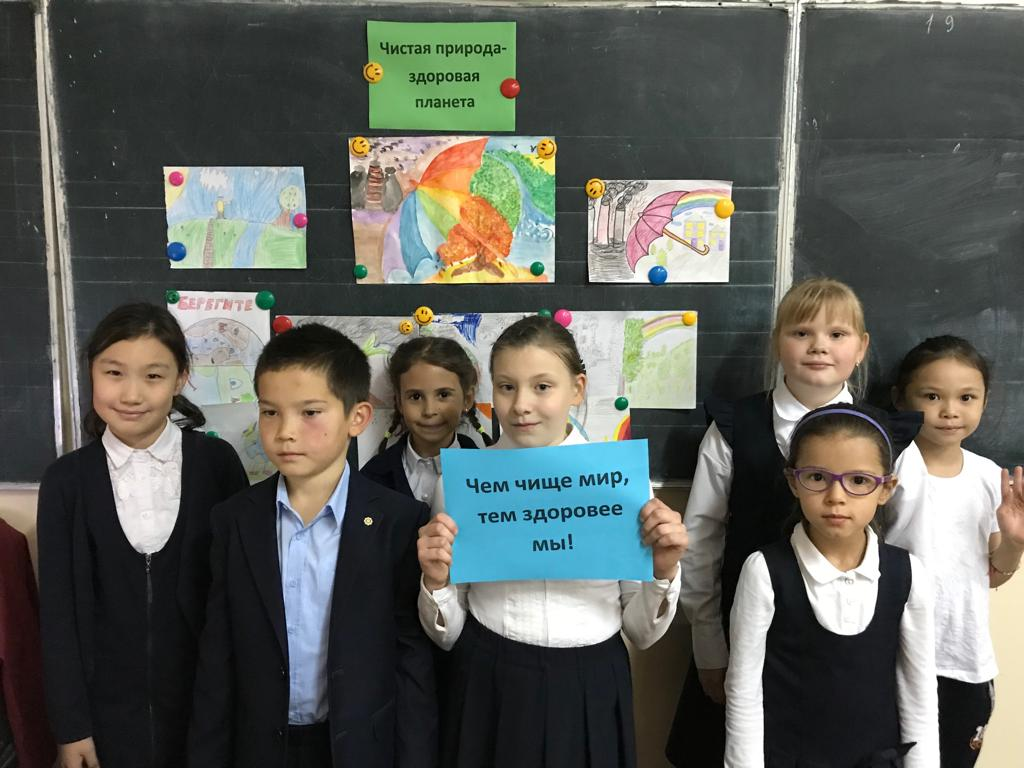 19
Чистая природа-
здоровая
планета
БЕРЕГИТЕ
Чем чище мир,
тем здоровее
мы!